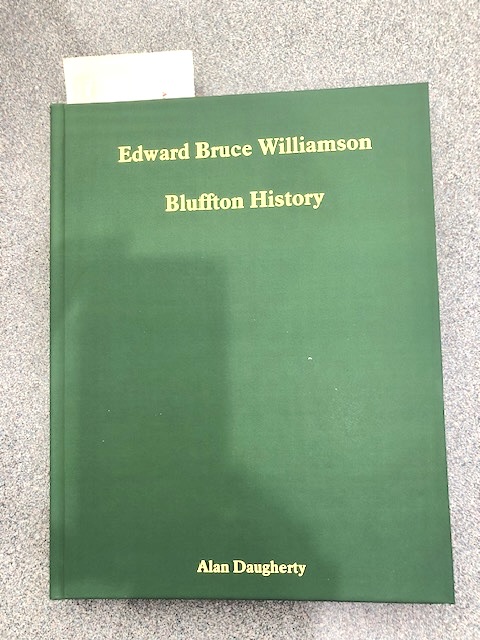 Edward Bruce Williamson
Bluffton History
Alan Daugherty